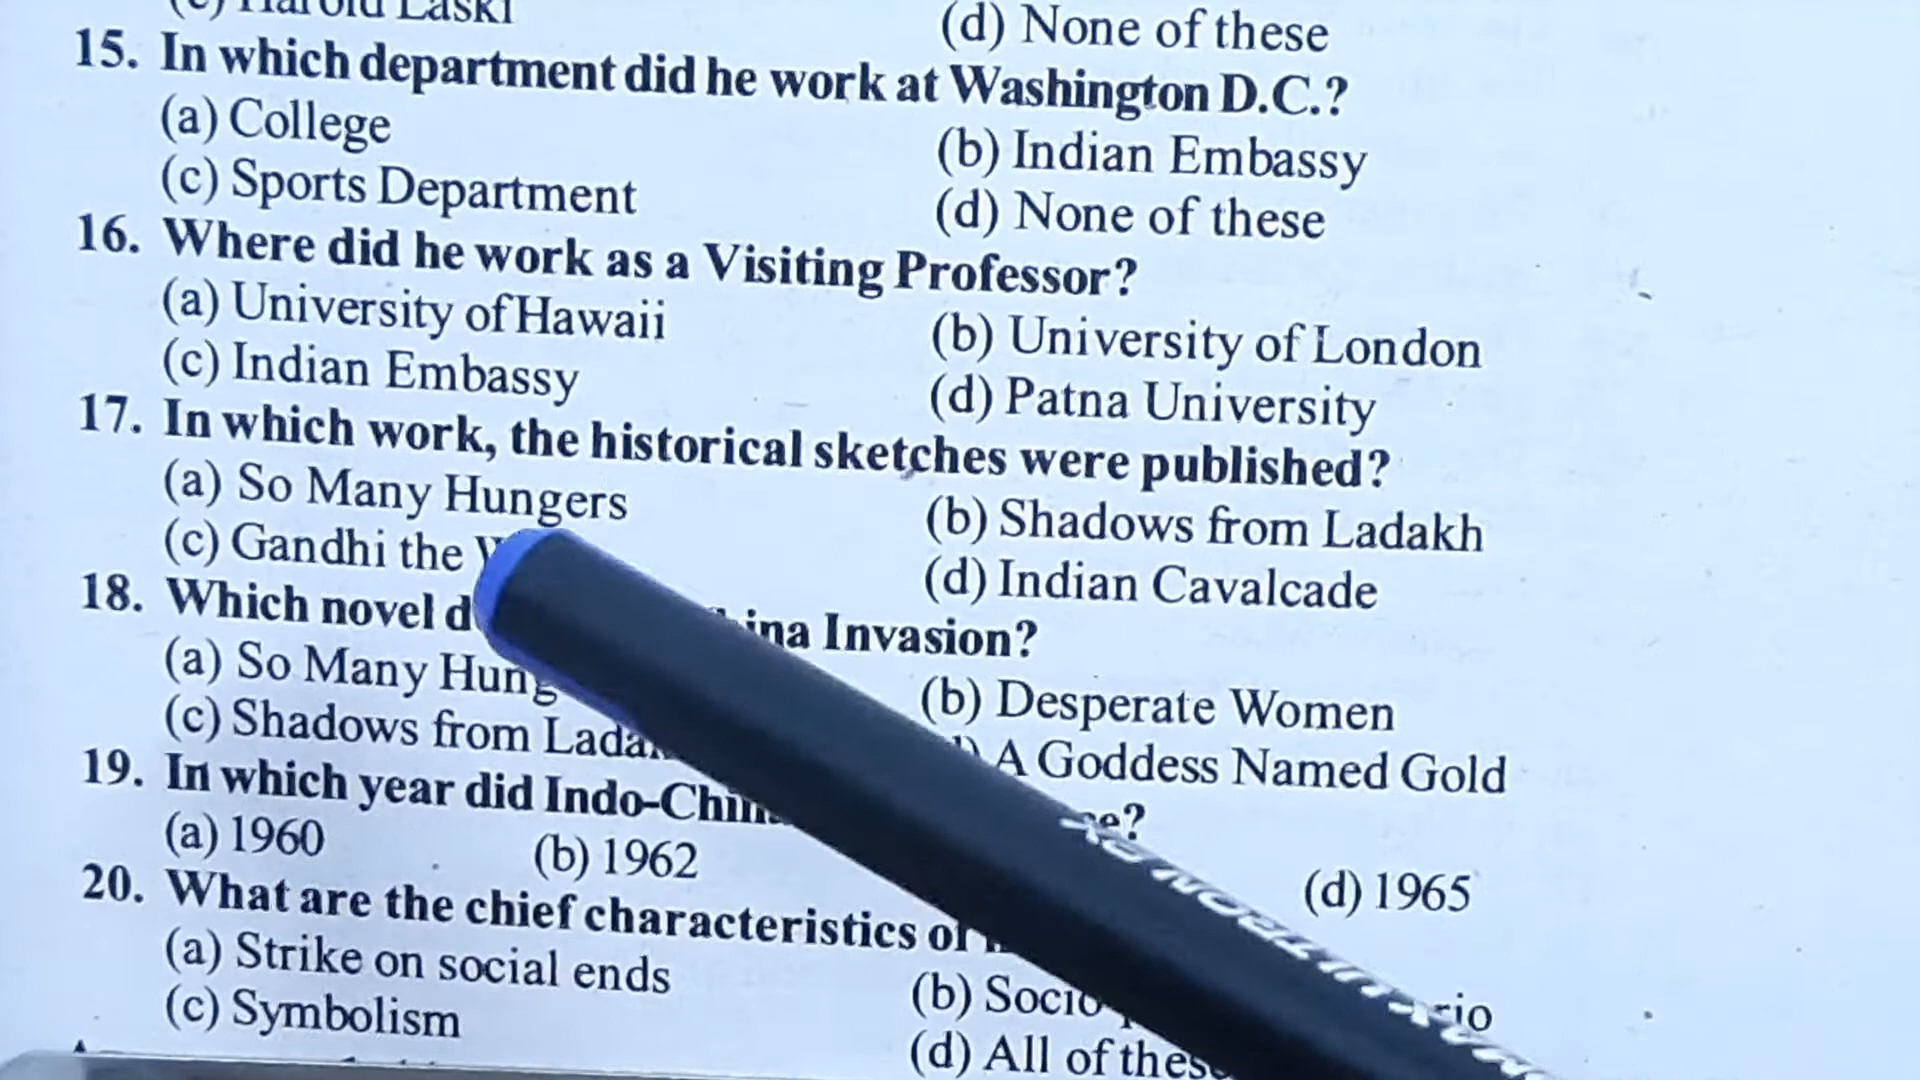 (c) Harold Laski (d) None of these
15. In which department did he work at Washington D.C.?
(a) College (b) Indian Embassy
(c) Sports Department (d) None of these
16. Where did he work as a Visiting Professor?
(a) University of Hawaii (b) University of London
(c) Indian Embassy (d) Patna University
17. In which work, the historical sketches were published?
(a) So Many Hungers (b) Shadows from Ladakh
(c) Gandhi the (d) Indian Cavalcade
18. Which novel Invasion?
(a) So Many (b) Desperate Women
(c) Shadows from A Goddess Named Gold
19. In which year did
(a) 1960 (b) 1962 (d) 1965
20. What are the chief characteristics
(a) Strike on social ends (b)
(c) Symbolism (d) All of